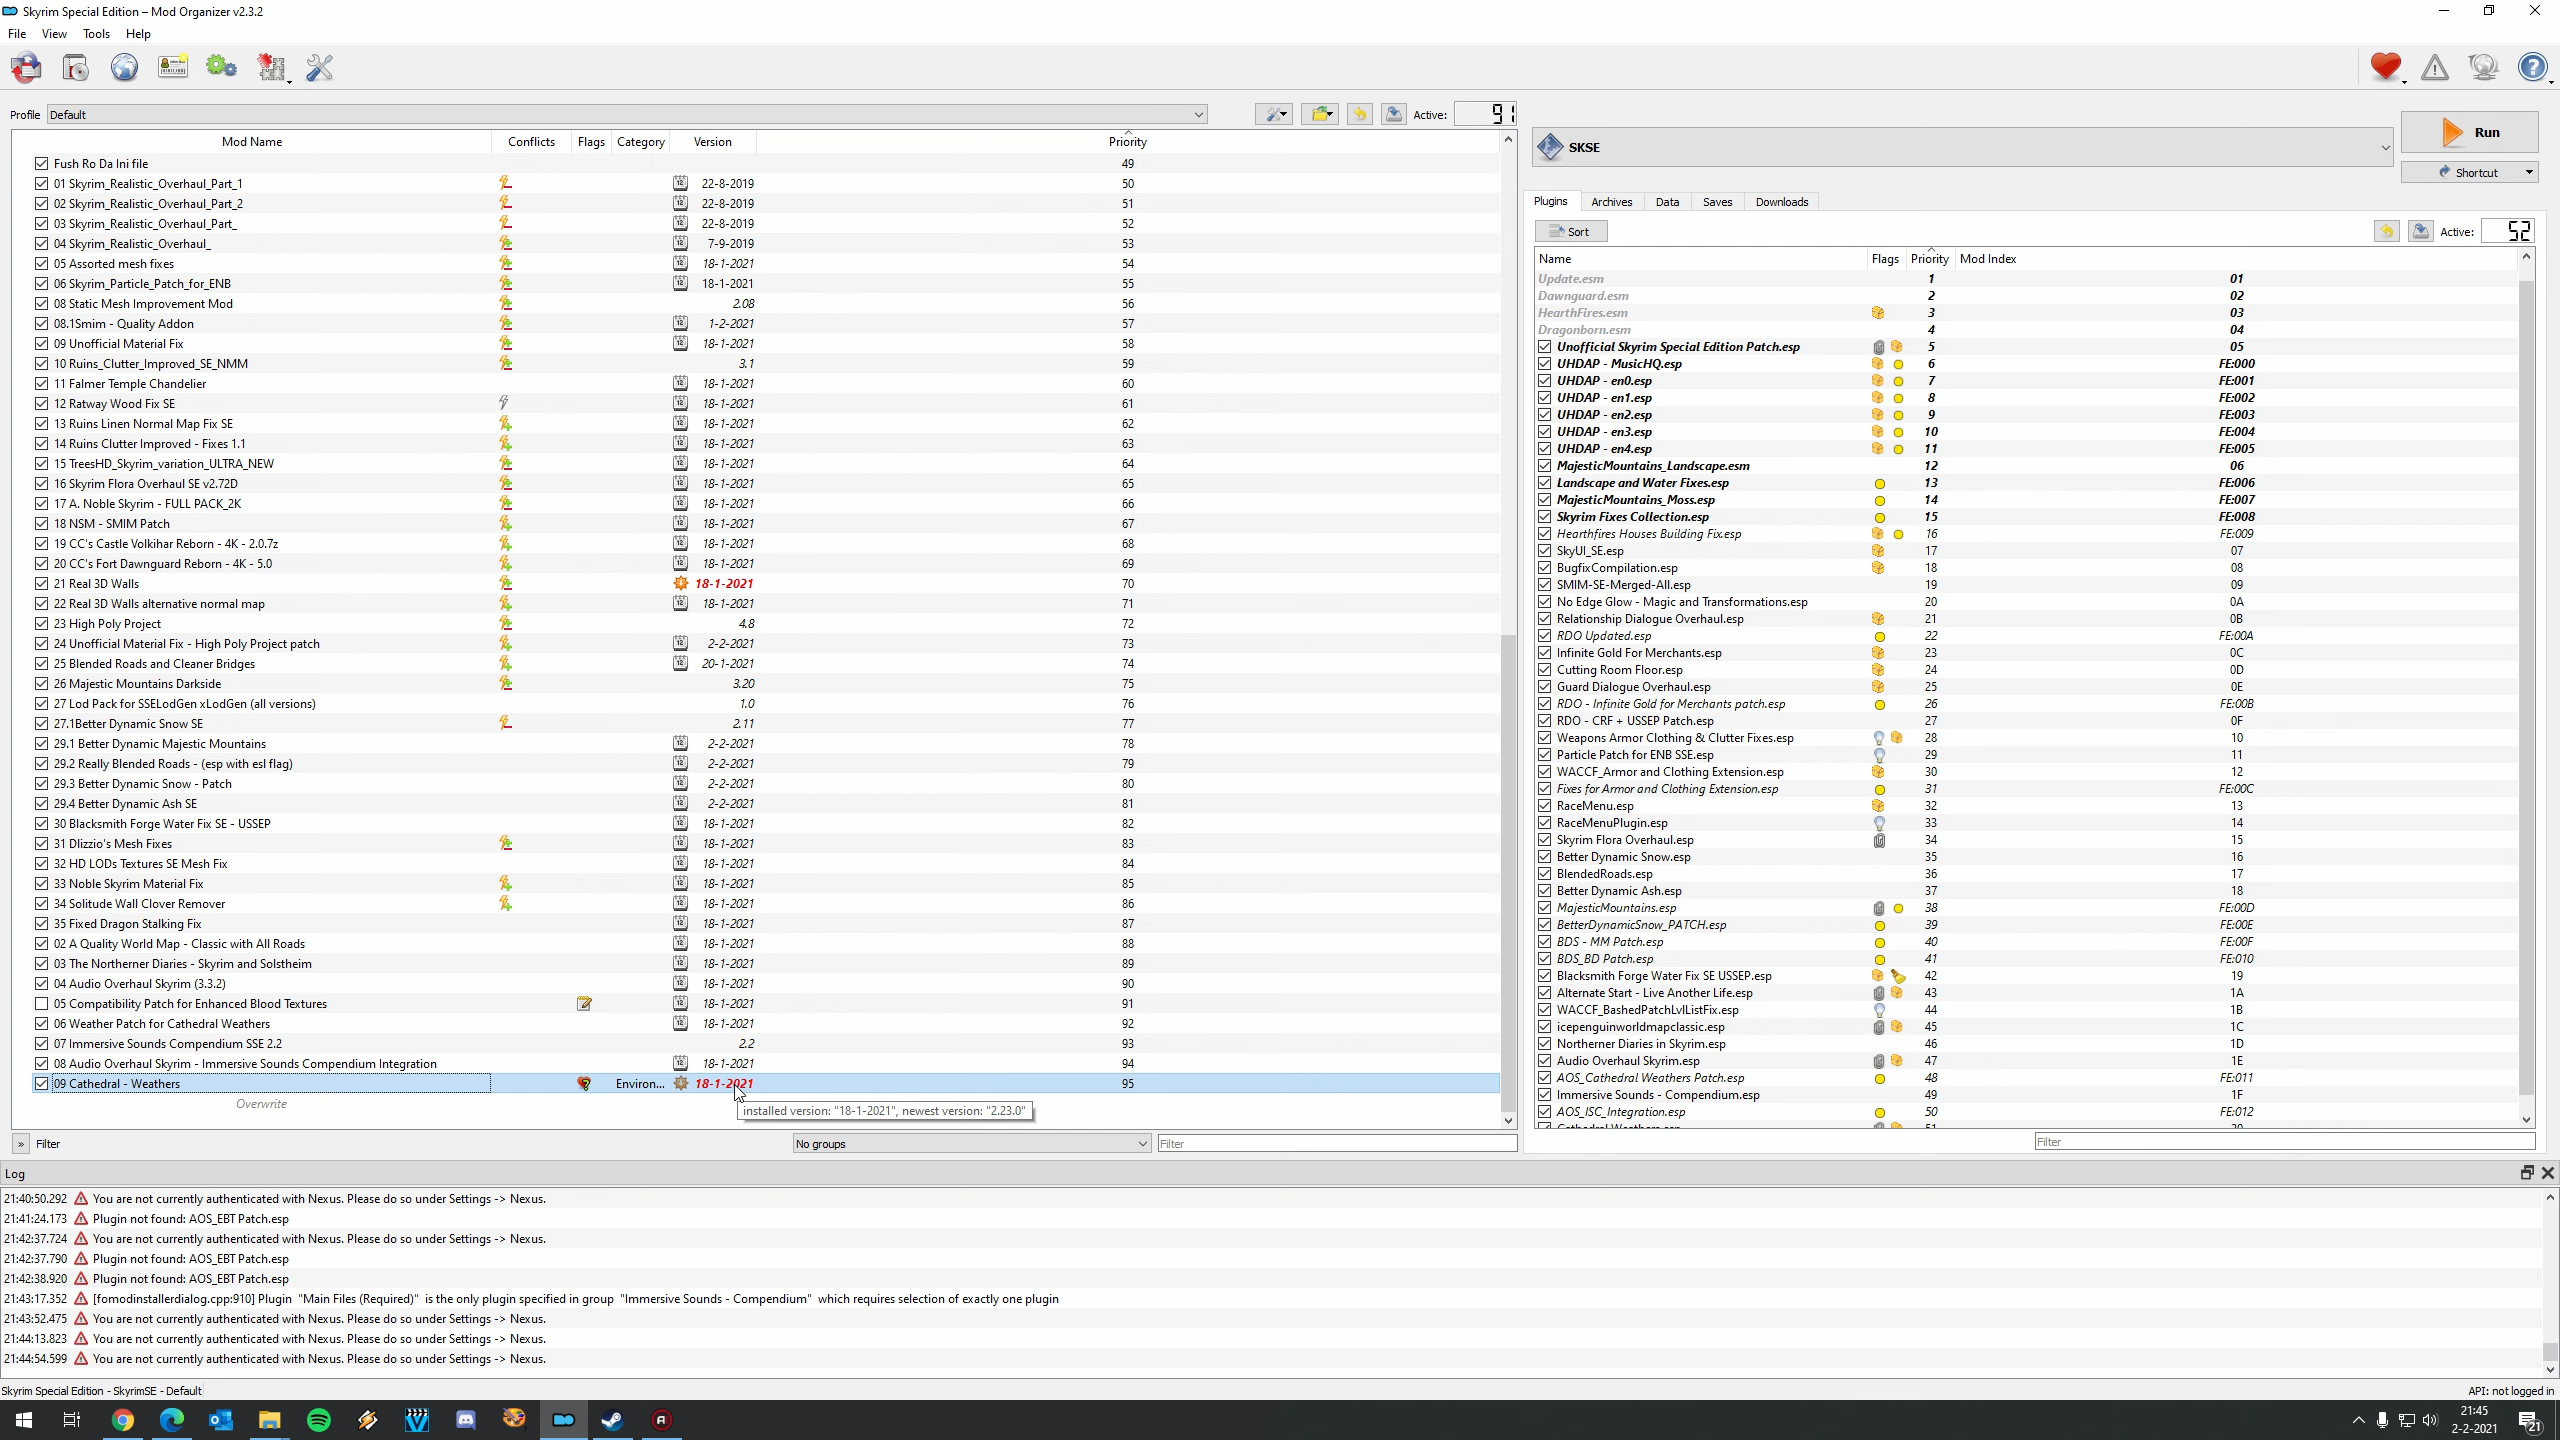 Skyrim Special Edition – Mod Organizer v2.3.2
File View Tools Help
Profile Default Active: 91
Mod Name Conflicts Flags Category Version Priority
Fush Ro Da Ini file 49
01 Skyrim_Realistic_Overhaul_Part_1 22-8-2019 50
02 Skyrim_Realistic_Overhaul_Part_2 22-8-2019 51
03 Skyrim_Realistic_Overhaul_Part_ 22-8-2019 52
04 Skyrim_Realistic_Overhaul_ 7-9-2019 53
05 Assorted mesh fixes 18-1-2021 54
06 Skyrim_Particle_Patch_for_ENB 18-1-2021 55
08 Static Mesh Improvement Mod 2.08 56
08.1Smim - Quality Addon 1-2-2021 57
09 Unofficial Material Fix 18-1-2021 58
10 Ruins_Clutter_Improved_SE_NMM 3.1 59
11 Falmer Temple Chandelier 18-1-2021 60
12 Ratway Wood Fix SE 18-1-2021 61
13 Ruins Linen Normal Map Fix SE 18-1-2021 62
14 Ruins Clutter Improved - Fixes 1.1 18-1-2021 63
15 TreesHD_Skyrim_variation_ULTRA_NEW 18-1-2021 64
16 Skyrim Flora Overhaul SE v2.72D 18-1-2021 65
17 A. Noble Skyrim - FULL PACK_2K 18-1-2021 66
18 NSM - SMIM Patch 18-1-2021 67
19 CC's Castle Volkihar Reborn - 4K - 2.0.7z 18-1-2021 68
20 CC's Fort Dawnguard Reborn - 4K - 5.0 18-1-2021 69
21 Real 3D Walls 18-1-2021 70
22 Real 3D Walls alternative normal map 18-1-2021 71
23 High Poly Project 4.8 72
24 Unofficial Material Fix - High Poly Project patch 2-2-2021 73
25 Blended Roads and Cleaner Bridges 20-1-2021 74
26 Majestic Mountains Darkside 3.20 75
27 Lod Pack for SSELodGen xLodGen (all versions) 1.0 76
27.1Better Dynamic Snow SE 2.11 77
29.1 Better Dynamic Majestic Mountains 2-2-2021 78
29.2 Really Blended Roads - (esp with esl flag) 2-2-2021 79
29.3 Better Dynamic Snow - Patch 2-2-2021 80
29.4 Better Dynamic Ash SE 2-2-2021 81
30 Blacksmith Forge Water Fix SE - USSEP 18-1-2021 82
31 Dlizzio's Mesh Fixes 18-1-2021 83
32 HD LODs Textures SE Mesh Fix 18-1-2021 84
33 Noble Skyrim Material Fix 18-1-2021 85
34 Solitude Wall Clover Remover 18-1-2021 86
35 Fixed Dragon Stalking Fix 18-1-2021 87
02 A Quality World Map - Classic with All Roads 18-1-2021 88
03 The Northerner Diaries - Skyrim and Solstheim 18-1-2021 89
04 Audio Overhaul Skyrim (3.3.2) 18-1-2021 90
05 Compatibility Patch for Enhanced Blood Textures 18-1-2021 91
06 Weather Patch for Cathedral Weathers 18-1-2021 92
07 Immersive Sounds Compendium SSE 2.2 2.2 93
08 Audio Overhaul Skyrim - Immersive Sounds Compendium Integration 18-1-2021 94
09 Cathedral - Weathers Environ... 18-1-2021 95
Overwrite
installed version: "18-1-2021", newest version: "2.23.0"
» Filter No groups Filter
SKSE Run
Shortcut
Plugins Archives Data Saves Downloads
Sort Active: 52
Name Flags Priority Mod Index
Update.esm 1 01
Dawnguard.esm 2 02
HearthFires.esm 3 03
Dragonborn.esm 4 04
Unofficial Skyrim Special Edition Patch.esp 5 05
UHDAP - MusicHQ.esp 6 FE:000
UHDAP - en0.esp 7 FE:001
UHDAP - en1.esp 8 FE:002
UHDAP - en2.esp 9 FE:003
UHDAP - en3.esp 10 FE:004
UHDAP - en4.esp 11 FE:005
MajesticMountains_Landscape.esm 12 06
Landscape and Water Fixes.esp 13 FE:006
MajesticMountains_Moss.esp 14 FE:007
Skyrim Fixes Collection.esp 15 FE:008
Hearthfires Houses Building Fix.esp 16 FE:009
SkyUI_SE.esp 17 07
BugfixCompilation.esp 18 08
SMIM-SE-Merged-All.esp 19 09
No Edge Glow - Magic and Transformations.esp 20 0A
Relationship Dialogue Overhaul.esp 21 0B
RDO Updated.esp 22 FE:00A
Infinite Gold For Merchants.esp 23 0C
Cutting Room Floor.esp 24 0D
Guard Dialogue Overhaul.esp 25 0E
RDO - Infinite Gold for Merchants patch.esp 26 FE:00B
RDO - CRF + USSEP Patch.esp 27 0F
Weapons Armor Clothing & Clutter Fixes.esp 28 10
Particle Patch for ENB SSE.esp 29 11
WACCF_Armor and Clothing Extension.esp 30 12
Fixes for Armor and Clothing Extension.esp 31 FE:00C
RaceMenu.esp 32 13
RaceMenuPlugin.esp 33 14
Skyrim Flora Overhaul.esp 34 15
Better Dynamic Snow.esp 35 16
BlendedRoads.esp 36 17
Better Dynamic Ash.esp 37 18
MajesticMountains.esp 38 FE:00D
BetterDynamicSnow_PATCH.esp 39 FE:00E
BDS - MM Patch.esp 40 FE:00F
BDS_BD Patch.esp 41 FE:010
Blacksmith Forge Water Fix SE USSEP.esp 42 19
Alternate Start - Live Another Life.esp 43 1A
WACCF_BashedPatchLvlListFix.esp 44 1B
icepenguinworldmapclassic.esp 45 1C
Northerner Diaries in Skyrim.esp 46 1D
Audio Overhaul Skyrim.esp 47 1E
AOS_Cathedral Weathers Patch.esp 48 FE:011
Immersive Sounds - Compendium.esp 49 1F
AOS_ISC_Integration.esp 50 FE:012
Cathedral Weathers.esp 51 20
Filter
Log
21:40:50.292 You are not currently authenticated with Nexus. Please do so under Settings -> Nexus.
21:41:24.173 Plugin not found: AOS_EBT Patch.esp
21:42:37.724 You are not currently authenticated with Nexus. Please do so under Settings -> Nexus.
21:42:37.790 Plugin not found: AOS_EBT Patch.esp
21:42:38.920 Plugin not found: AOS_EBT Patch.esp
21:43:17.352 [fomodinstallerdialog.cpp:910] Plugin "Main Files (Required)" is the only plugin specified in group "Immersive Sounds - Compendium" which requires selection of exactly one plugin
21:43:52.475 You are not currently authenticated with Nexus. Please do so under Settings -> Nexus.
21:44:13.823 You are not currently authenticated with Nexus. Please do so under Settings -> Nexus.
21:44:54.599 You are not currently authenticated with Nexus. Please do so under Settings -> Nexus.
Skyrim Special Edition - SkyrimSE - Default API: not logged in
21:45
2-2-2021
21